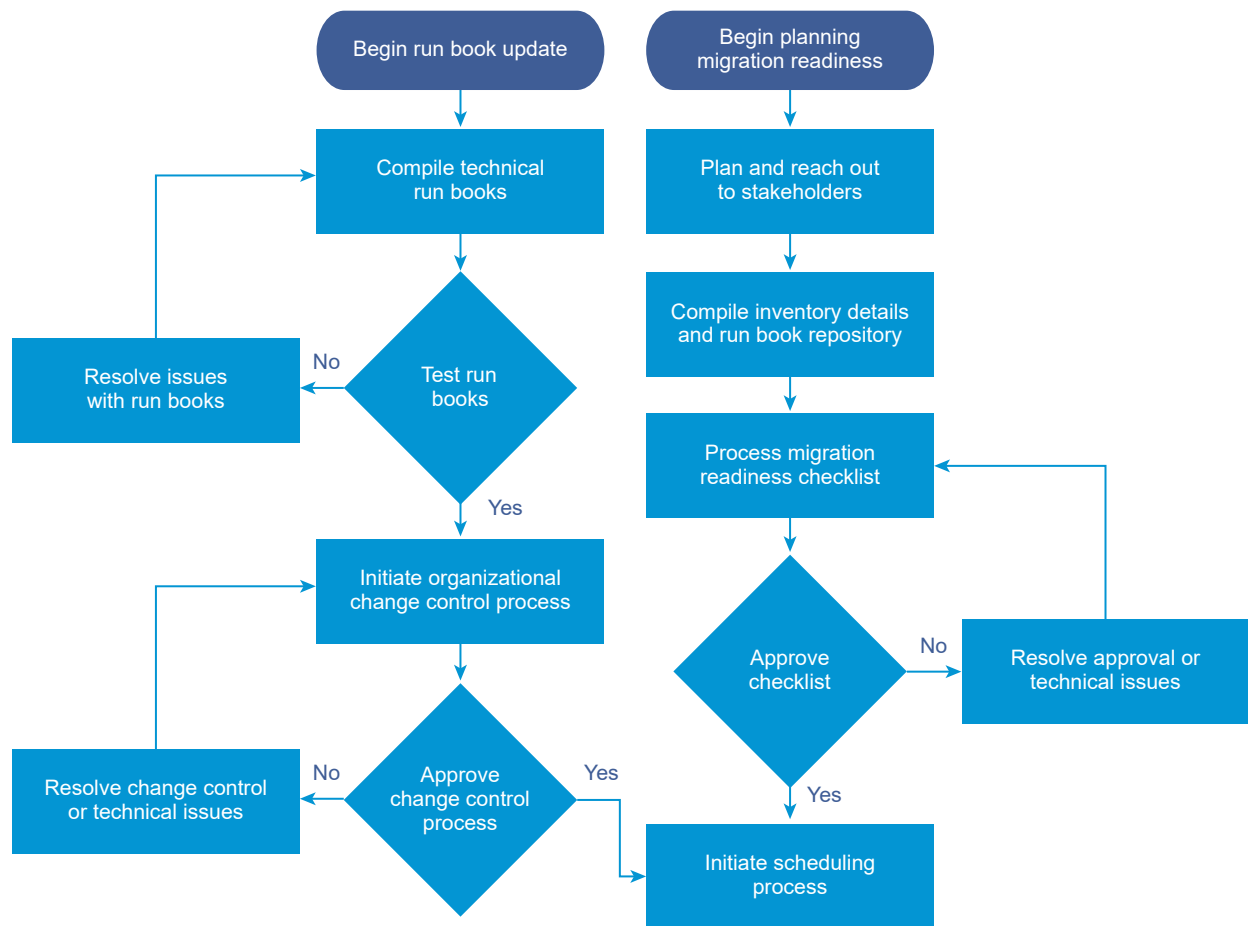 Begin run book update
Begin planning
migration readiness
Compile technical
run books
Plan and reach out
to stakeholders
Compile inventory details
and run book repository
No
Resolve issues
with run books
Test run
books
Process migration
readiness checklist
Yes
Initiate organizational
change control process
Approve
checklist
No
Resolve approval or
technical issues
No
Resolve change control
or technical issues
Approve
change control
process
Yes
Yes
Initiate scheduling
process